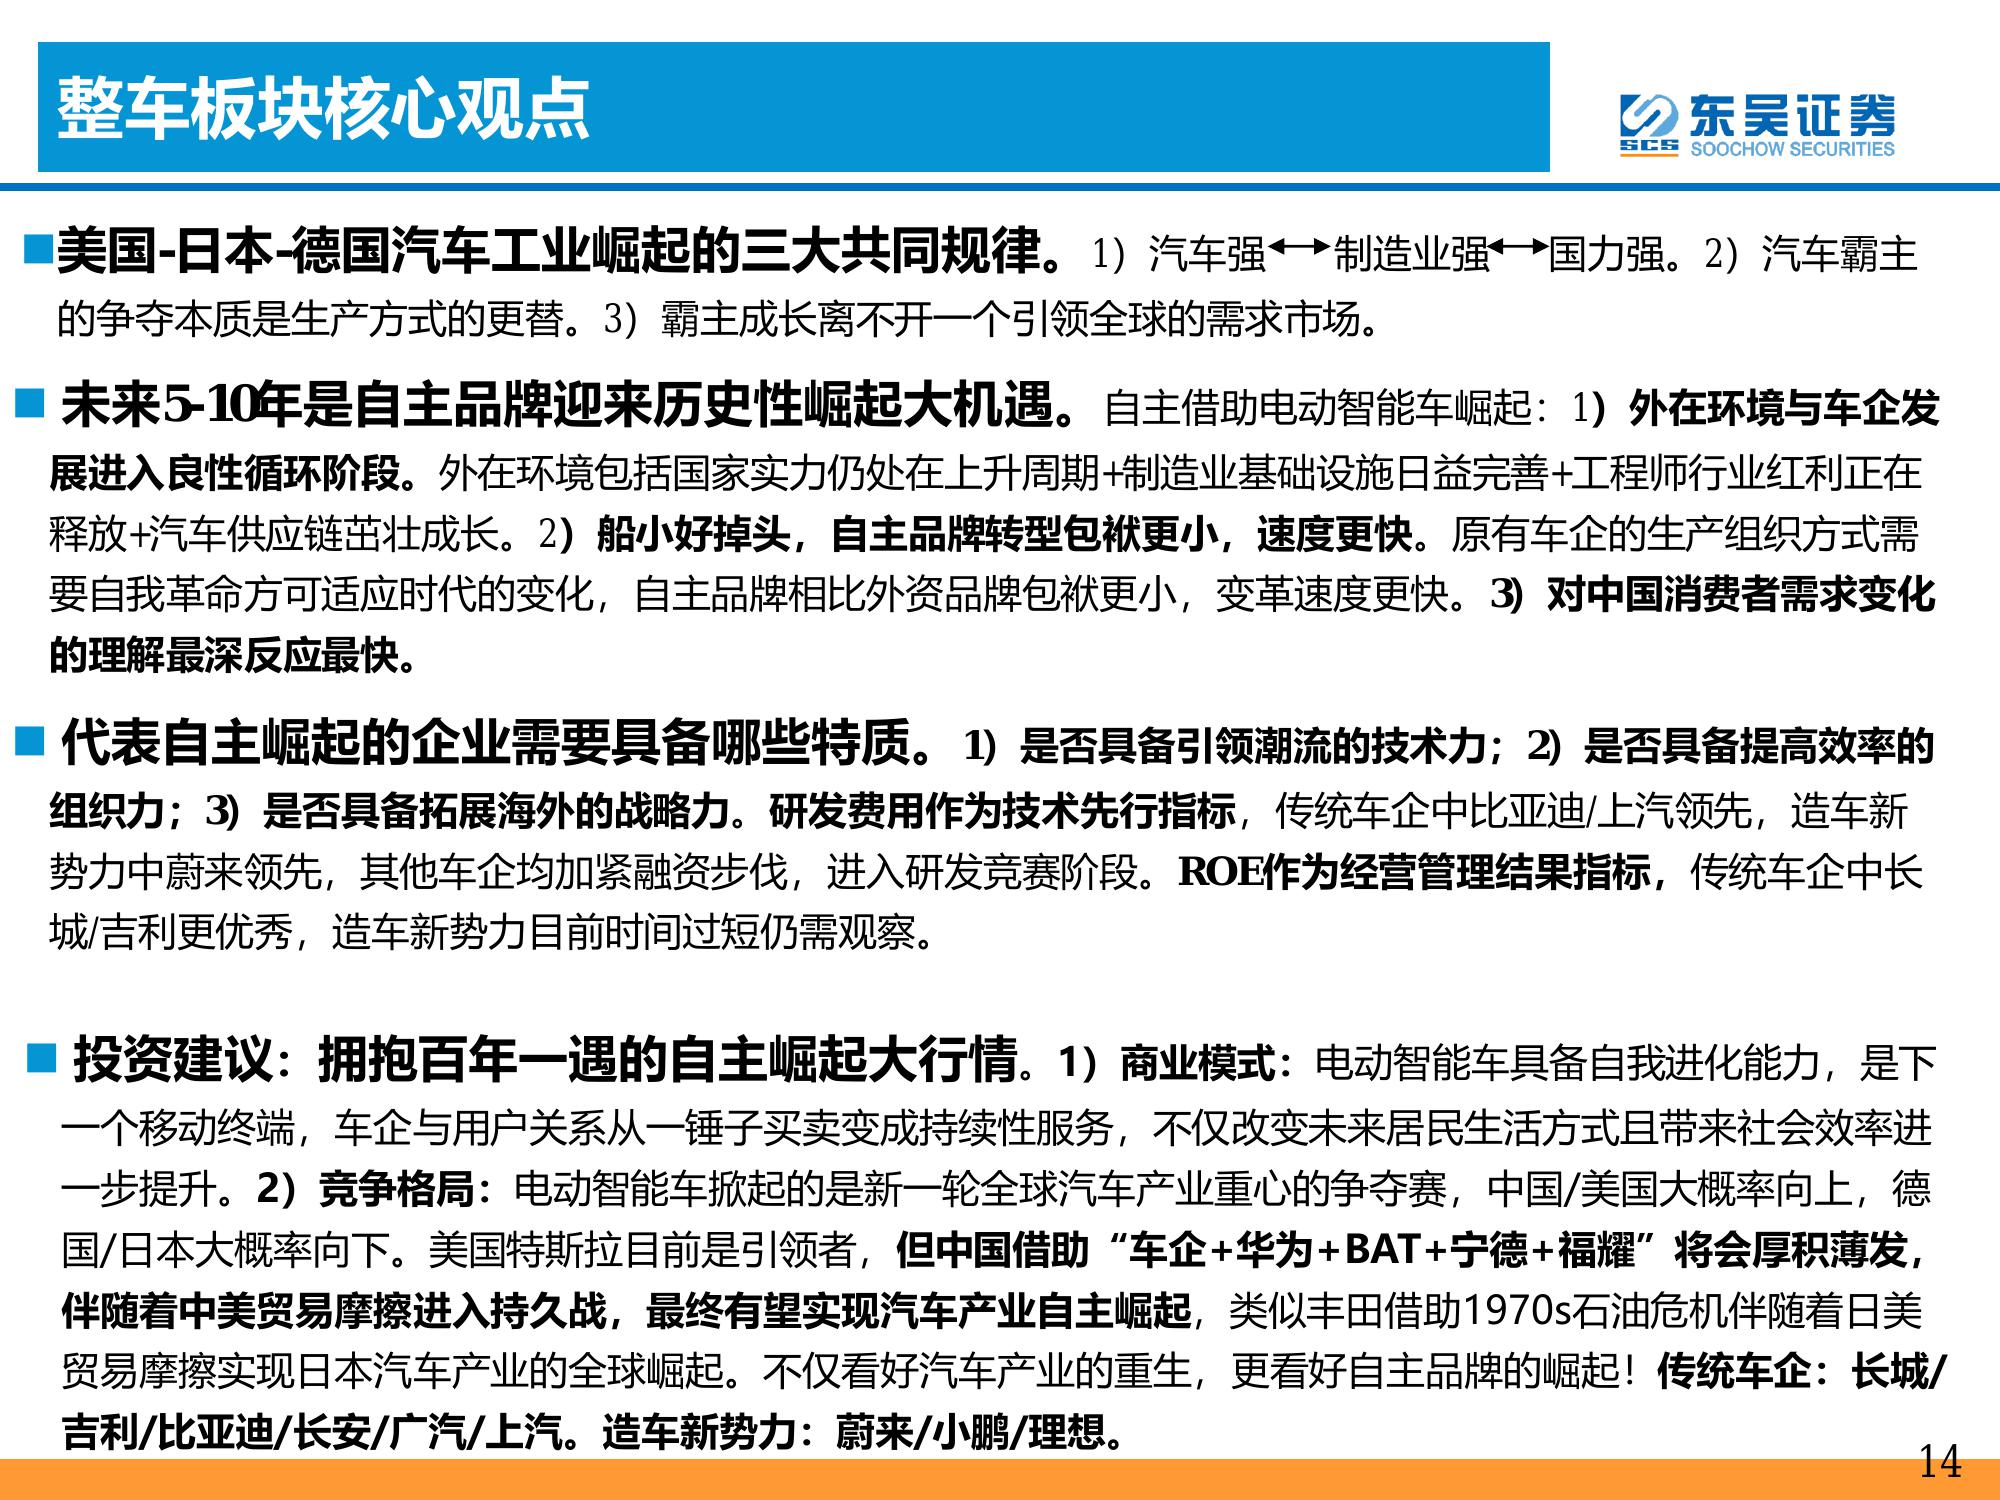 整车板块核心观点
东吴证券
SCS
SOOCHOW SECURITIES
■美国-日本-德国汽车工业崛起的三大共同规律。1）汽车强⟷制造业强⟷国力强。2）汽车霸主
的争夺本质是生产方式的更替。3）霸主成长离不开一个引领全球的需求市场。
■ 未来5-10年是自主品牌迎来历史性崛起大机遇。自主借助电动智能车崛起：1）外在环境与车企发
展进入良性循环阶段。外在环境包括国家实力仍处在上升周期+制造业基础设施日益完善+工程师行业红利正在
释放+汽车供应链茁壮成长。2）船小好掉头，自主品牌转型包袱更小，速度更快。原有车企的生产组织方式需
要自我革命方可适应时代的变化，自主品牌相比外资品牌包袱更小，变革速度更快。3）对中国消费者需求变化
的理解最深反应最快。
■ 代表自主崛起的企业需要具备哪些特质。1）是否具备引领潮流的技术力；2）是否具备提高效率的
组织力；3）是否具备拓展海外的战略力。研发费用作为技术先行指标，传统车企中比亚迪/上汽领先，造车新
势力中蔚来领先，其他车企均加紧融资步伐，进入研发竞赛阶段。ROE作为经营管理结果指标，传统车企中长
城/吉利更优秀，造车新势力目前时间过短仍需观察。
■ 投资建议：拥抱百年一遇的自主崛起大行情。1）商业模式：电动智能车具备自我进化能力，是下
一个移动终端，车企与用户关系从一锤子买卖变成持续性服务，不仅改变未来居民生活方式且带来社会效率进
一步提升。2）竞争格局：电动智能车掀起的是新一轮全球汽车产业重心的争夺赛，中国/美国大概率向上，德
国/日本大概率向下。美国特斯拉目前是引领者，但中国借助“车企+华为+BAT+宁德+福耀”将会厚积薄发，
伴随着中美贸易摩擦进入持久战，最终有望实现汽车产业自主崛起，类似丰田借助1970s石油危机伴随着日美
贸易摩擦实现日本汽车产业的全球崛起。不仅看好汽车产业的重生，更看好自主品牌的崛起！传统车企：长城/
吉利/比亚迪/长安/广汽/上汽。造车新势力：蔚来/小鹏/理想。
14